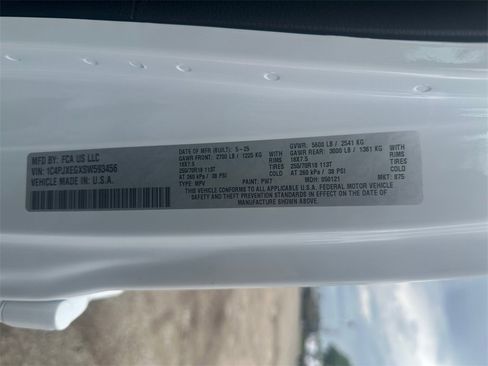 MFD BY: FCA US LLC
VIN: 1C4PJXEGXSW593456
VEHICLE MADE IN: U.S.A.
DATE OF MFR (BUILT): 5-25
GAWR FRONT: 2700 LB / 1225 KG WITH
18X7.5 RIMS
250/70R18 113T TIRES
AT 260 kPa / 38 PSI COLD
TYPE: MPV PAINT: PW7
GVWR: 5600 LB / 2541 KG
GAWR REAR: 3000 LB / 1361 KG WITH
18X7.5 RIMS
250/70R18 113T TIRES
AT 260 kPa / 38 PSI COLD
MDH: 050121 MKT: 875
THIS VEHICLE CONFORMS TO ALL APPLICABLE U.S.A. FEDERAL MOTOR VEHICLE
SAFETY AND THEFT PREVENTION STANDARDS IN EFFECT ON THE DATE OF
MANUFACTURE SHOWN ABOVE.